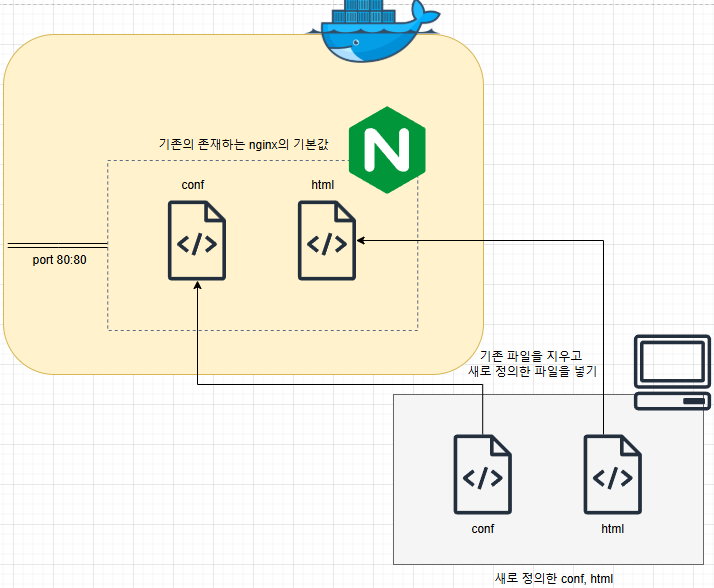 기존의 존재하는 nginx의 기본값
N
conf
html
</>
</>
port 80:80
기존 파일을 지우고
새로 정의한 파일을 넣기
</>
</>
conf
html
새로 정의한 conf, html